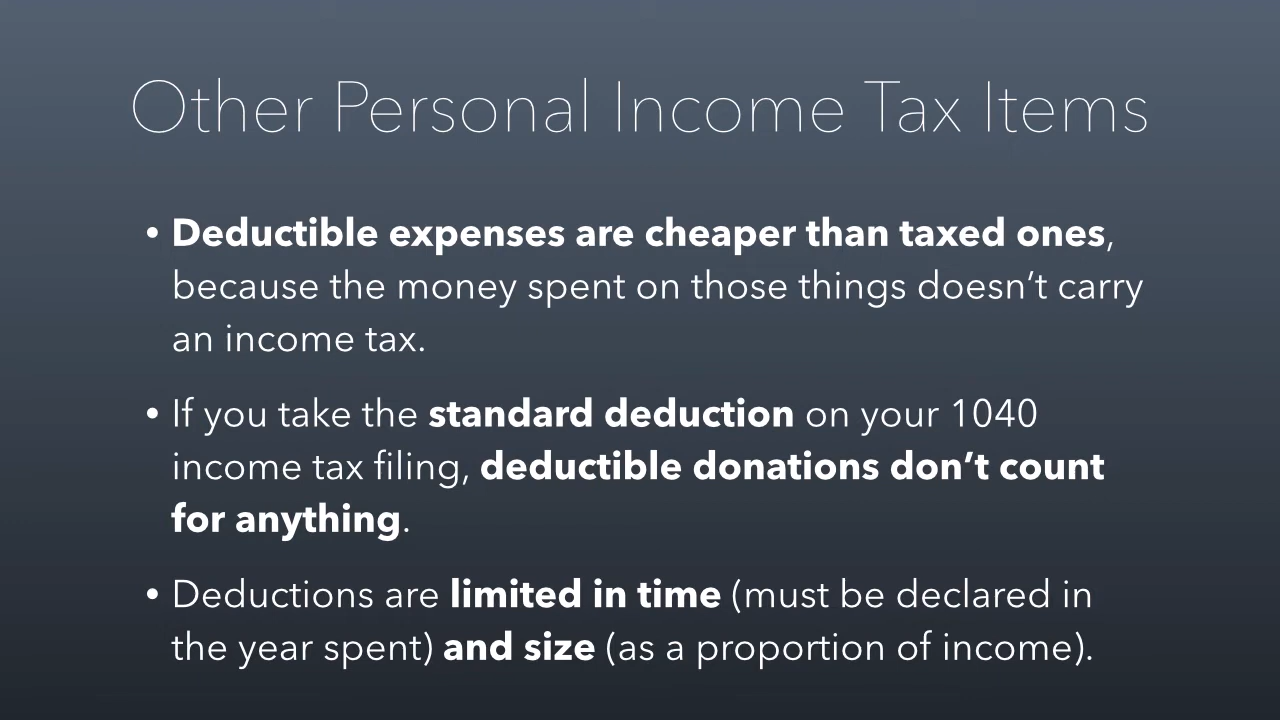 Other Personal Income Tax Items
• Deductible expenses are cheaper than taxed ones,
because the money spent on those things doesn’t carry
an income tax.
• If you take the standard deduction on your 1040
income tax filing, deductible donations don’t count
for anything.
• Deductions are limited in time (must be declared in
the year spent) and size (as a proportion of income).